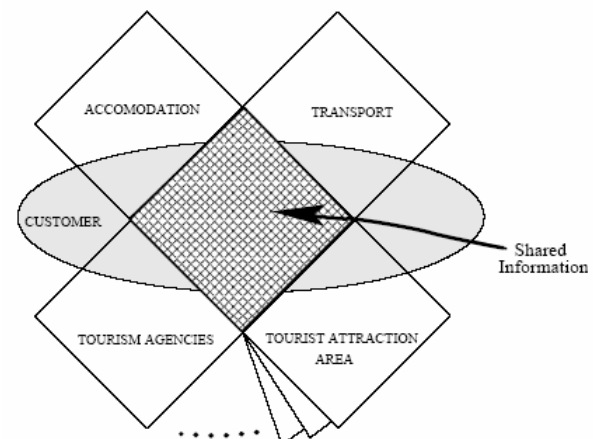 ACCOMODATION
TRANSPORT
CUSTOMER
Shared
Information
TOURISM AGENCIES
TOURIST ATTRACTION
AREA